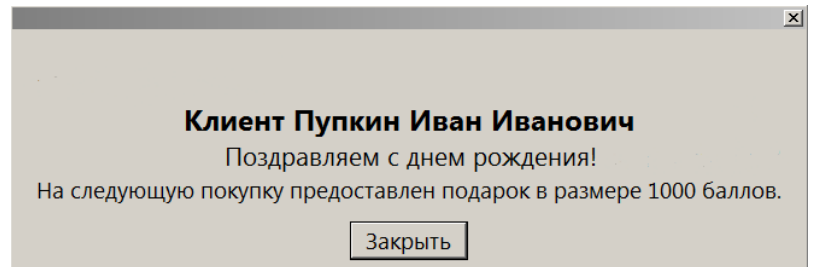 Клиент Пупкин Иван Иванович
Поздравляем с днем рождения!
На следующую покупку предоставлен подарок в размере 1000 баллов.
Закрыть